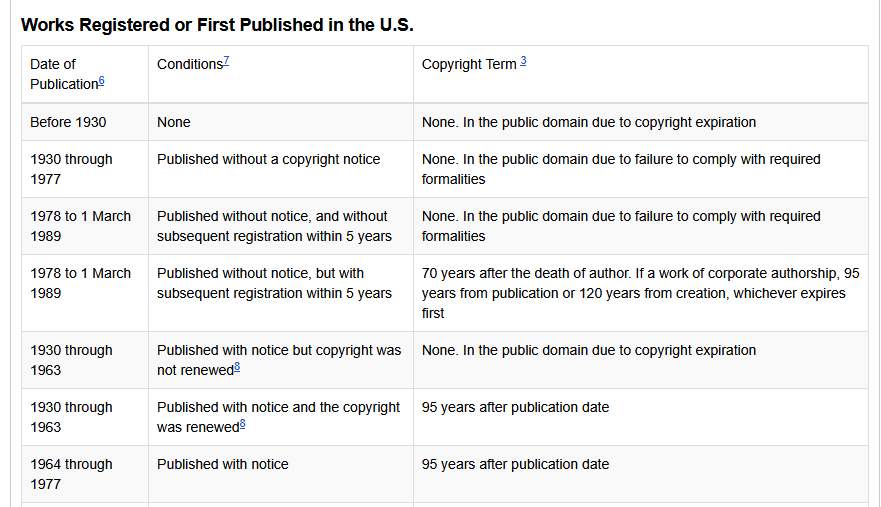 Works Registered or First Published in the U.S.
Date of Publication6 Conditions7 Copyright Term 3
Before 1930 None None. In the public domain due to copyright expiration
1930 through Published without a copyright notice None. In the public domain due to failure to comply with required
1977 formalities
1978 to 1 March Published without notice, and without None. In the public domain due to failure to comply with required
1989 subsequent registration within 5 years formalities
1978 to 1 March Published without notice, but with 70 years after the death of author. If a work of corporate authorship, 95
1989 subsequent registration within 5 years years from publication or 120 years from creation, whichever expires
first
1930 through Published with notice but copyright was None. In the public domain due to copyright expiration
1963 not renewed8
1930 through Published with notice and the copyright 95 years after publication date
1963 was renewed8
1964 through Published with notice 95 years after publication date
1977